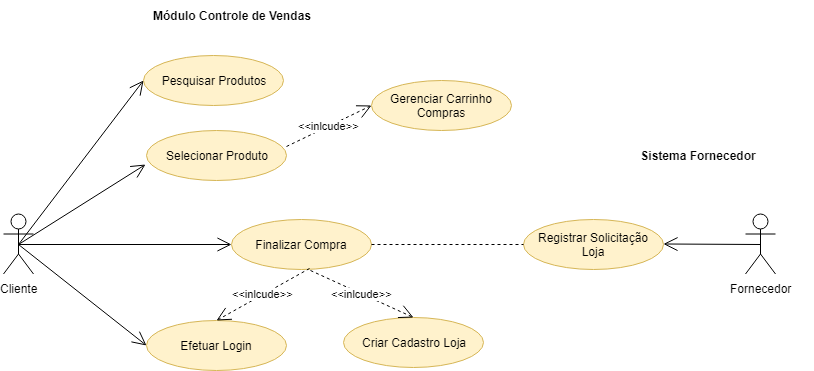 Módulo Controle de Vendas
Pesquisar Produtos
Gerenciar Carrinho
Compras
<<inlcude>>
Selecionar Produto
Sistema Fornecedor
Finalizar Compra
Registrar Solicitação
Loja
Cliente
Fornecedor
<<inlcude>>
<<inlcude>>
Efetuar Login
Criar Cadastro Loja